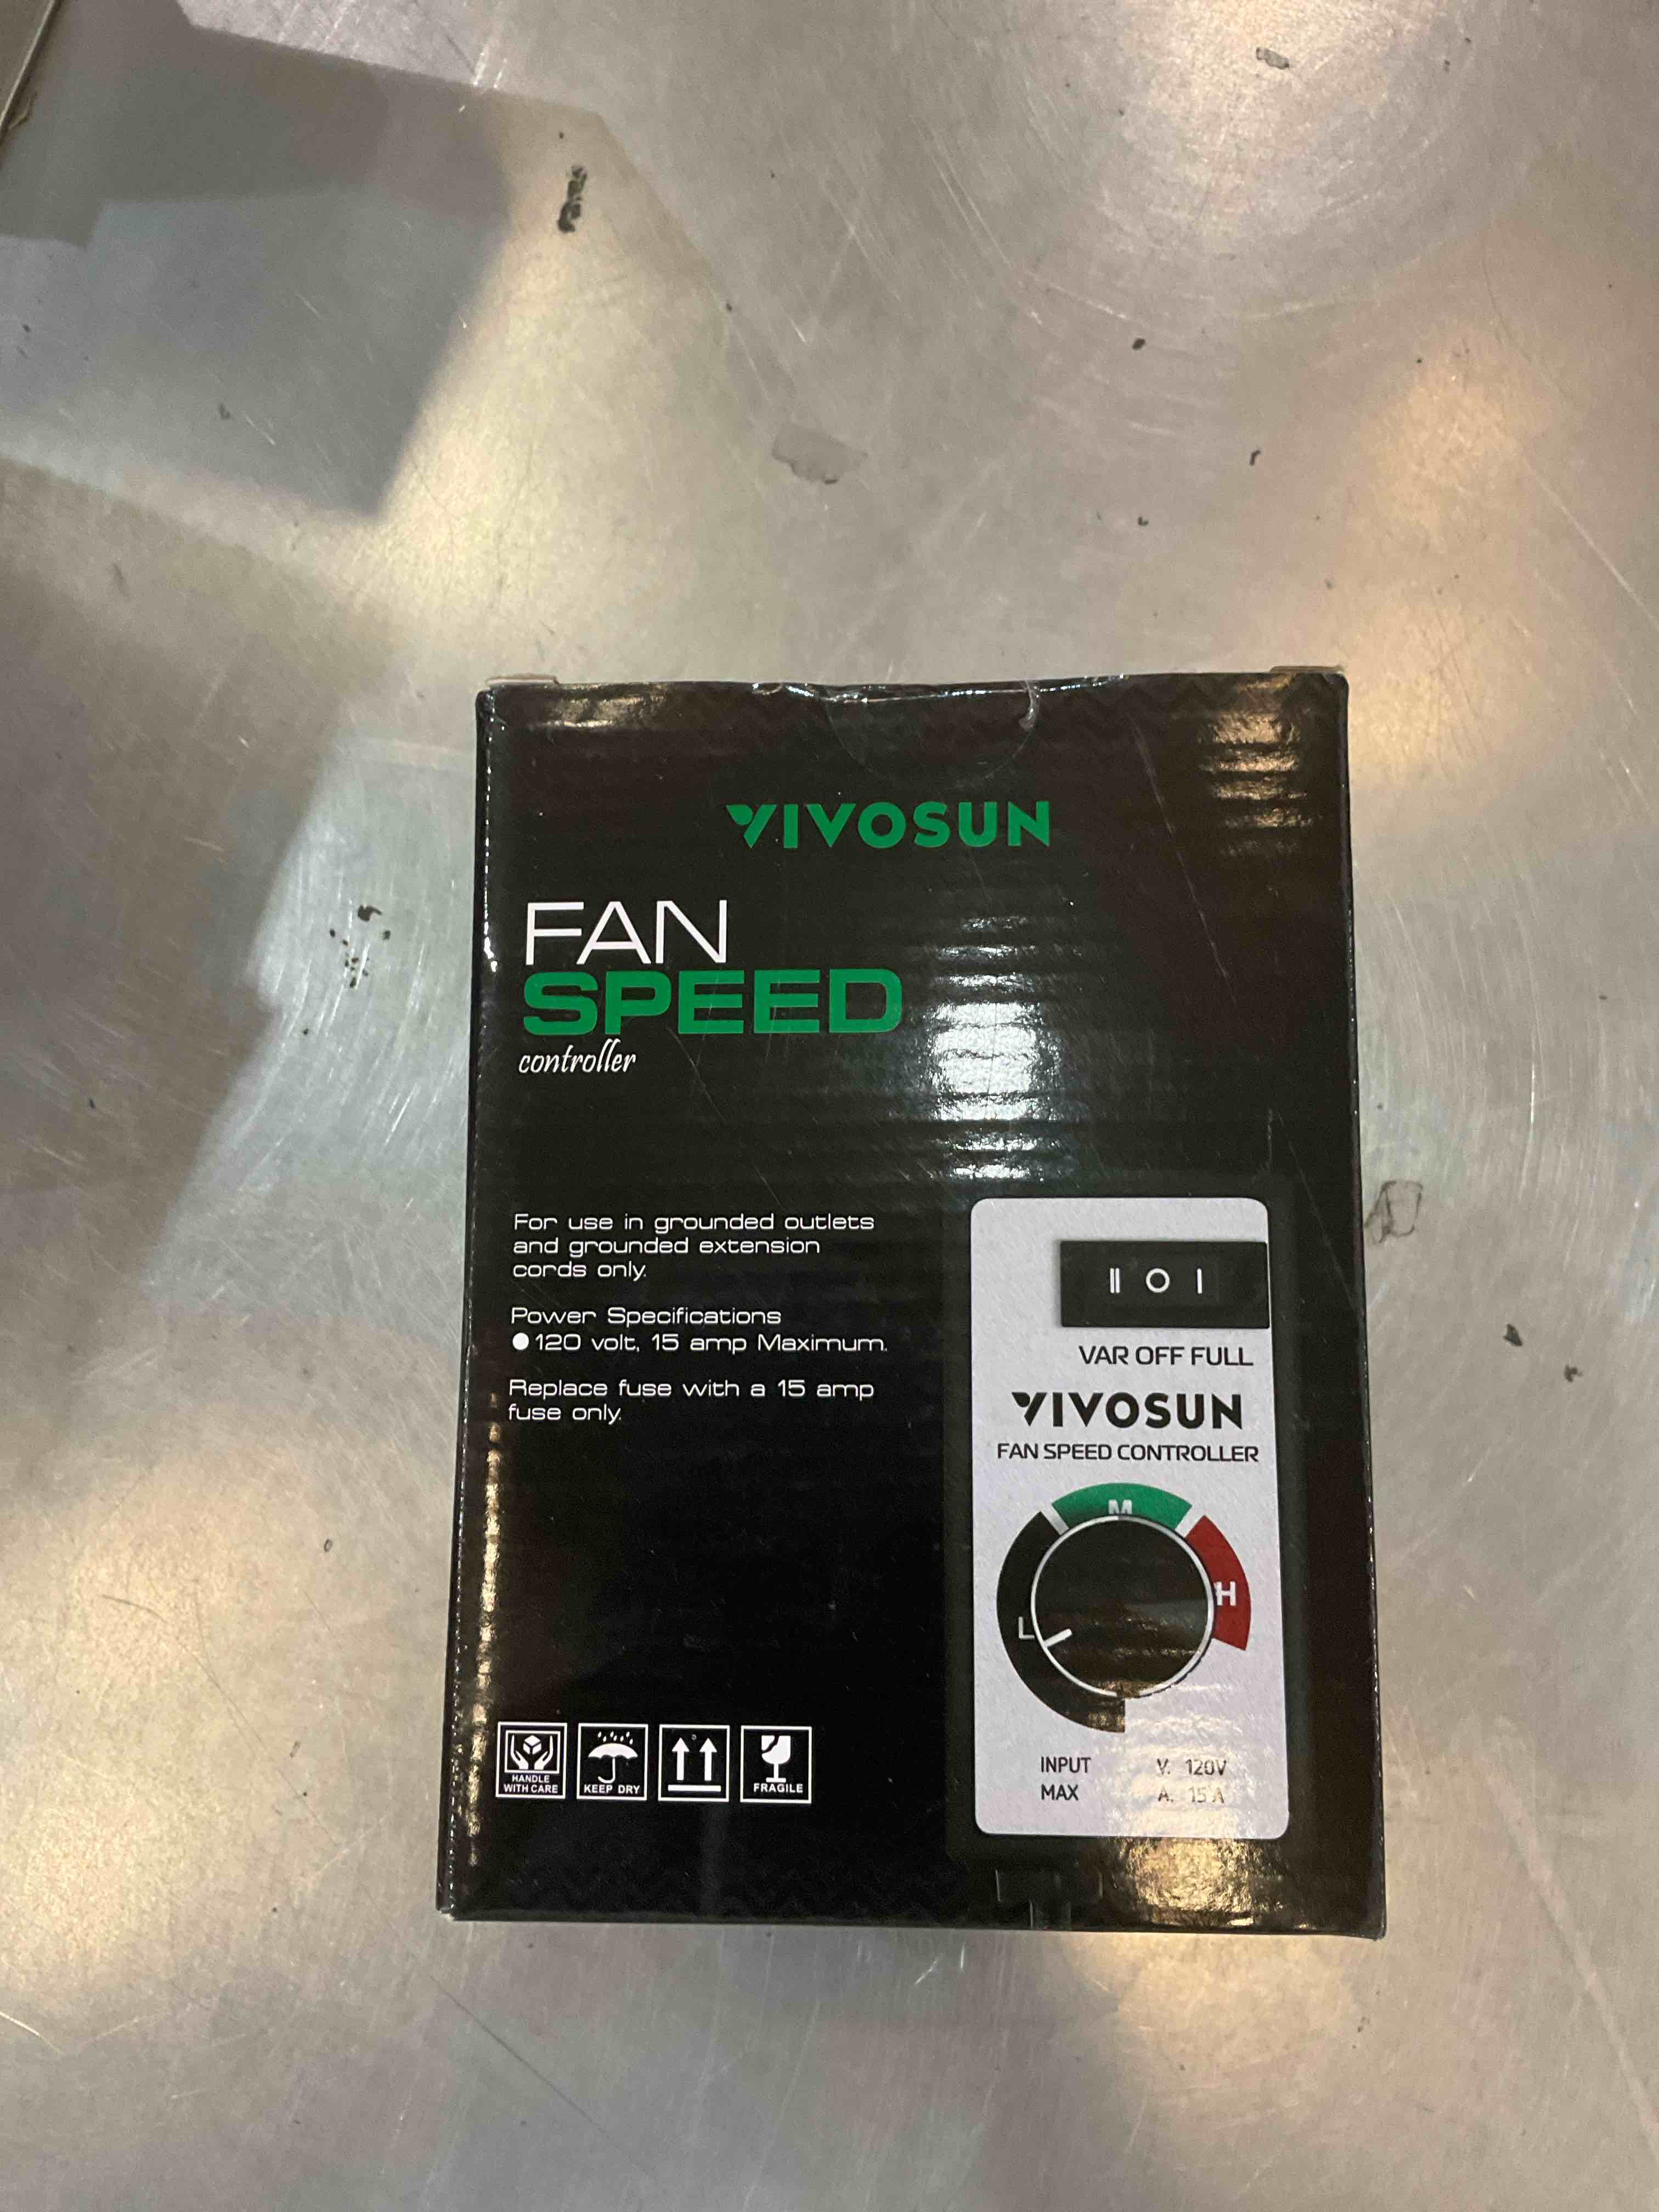 VIVOSUN
FAN
SPEED
controller
For use in grounded outlets
and grounded extension
cords only.
Power Specifications
● 120 volt, 15 amp Maximum.
Replace fuse with a 15 amp
fuse only.
HANDLE
WITH CARE
KEEP DRY
FRAGILE
II O I
VAR OFF FULL
VIVOSUN
FAN SPEED CONTROLLER
M
H
L
INPUT V. 120V
MAX A. 15 A